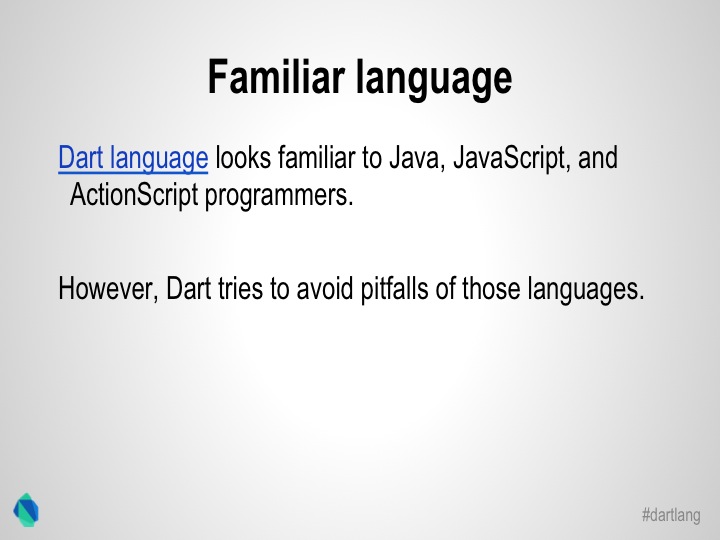 Familiar language
Dart language looks familiar to Java, JavaScript, and
ActionScript programmers.
However, Dart tries to avoid pitfalls of those languages.
#dartlang